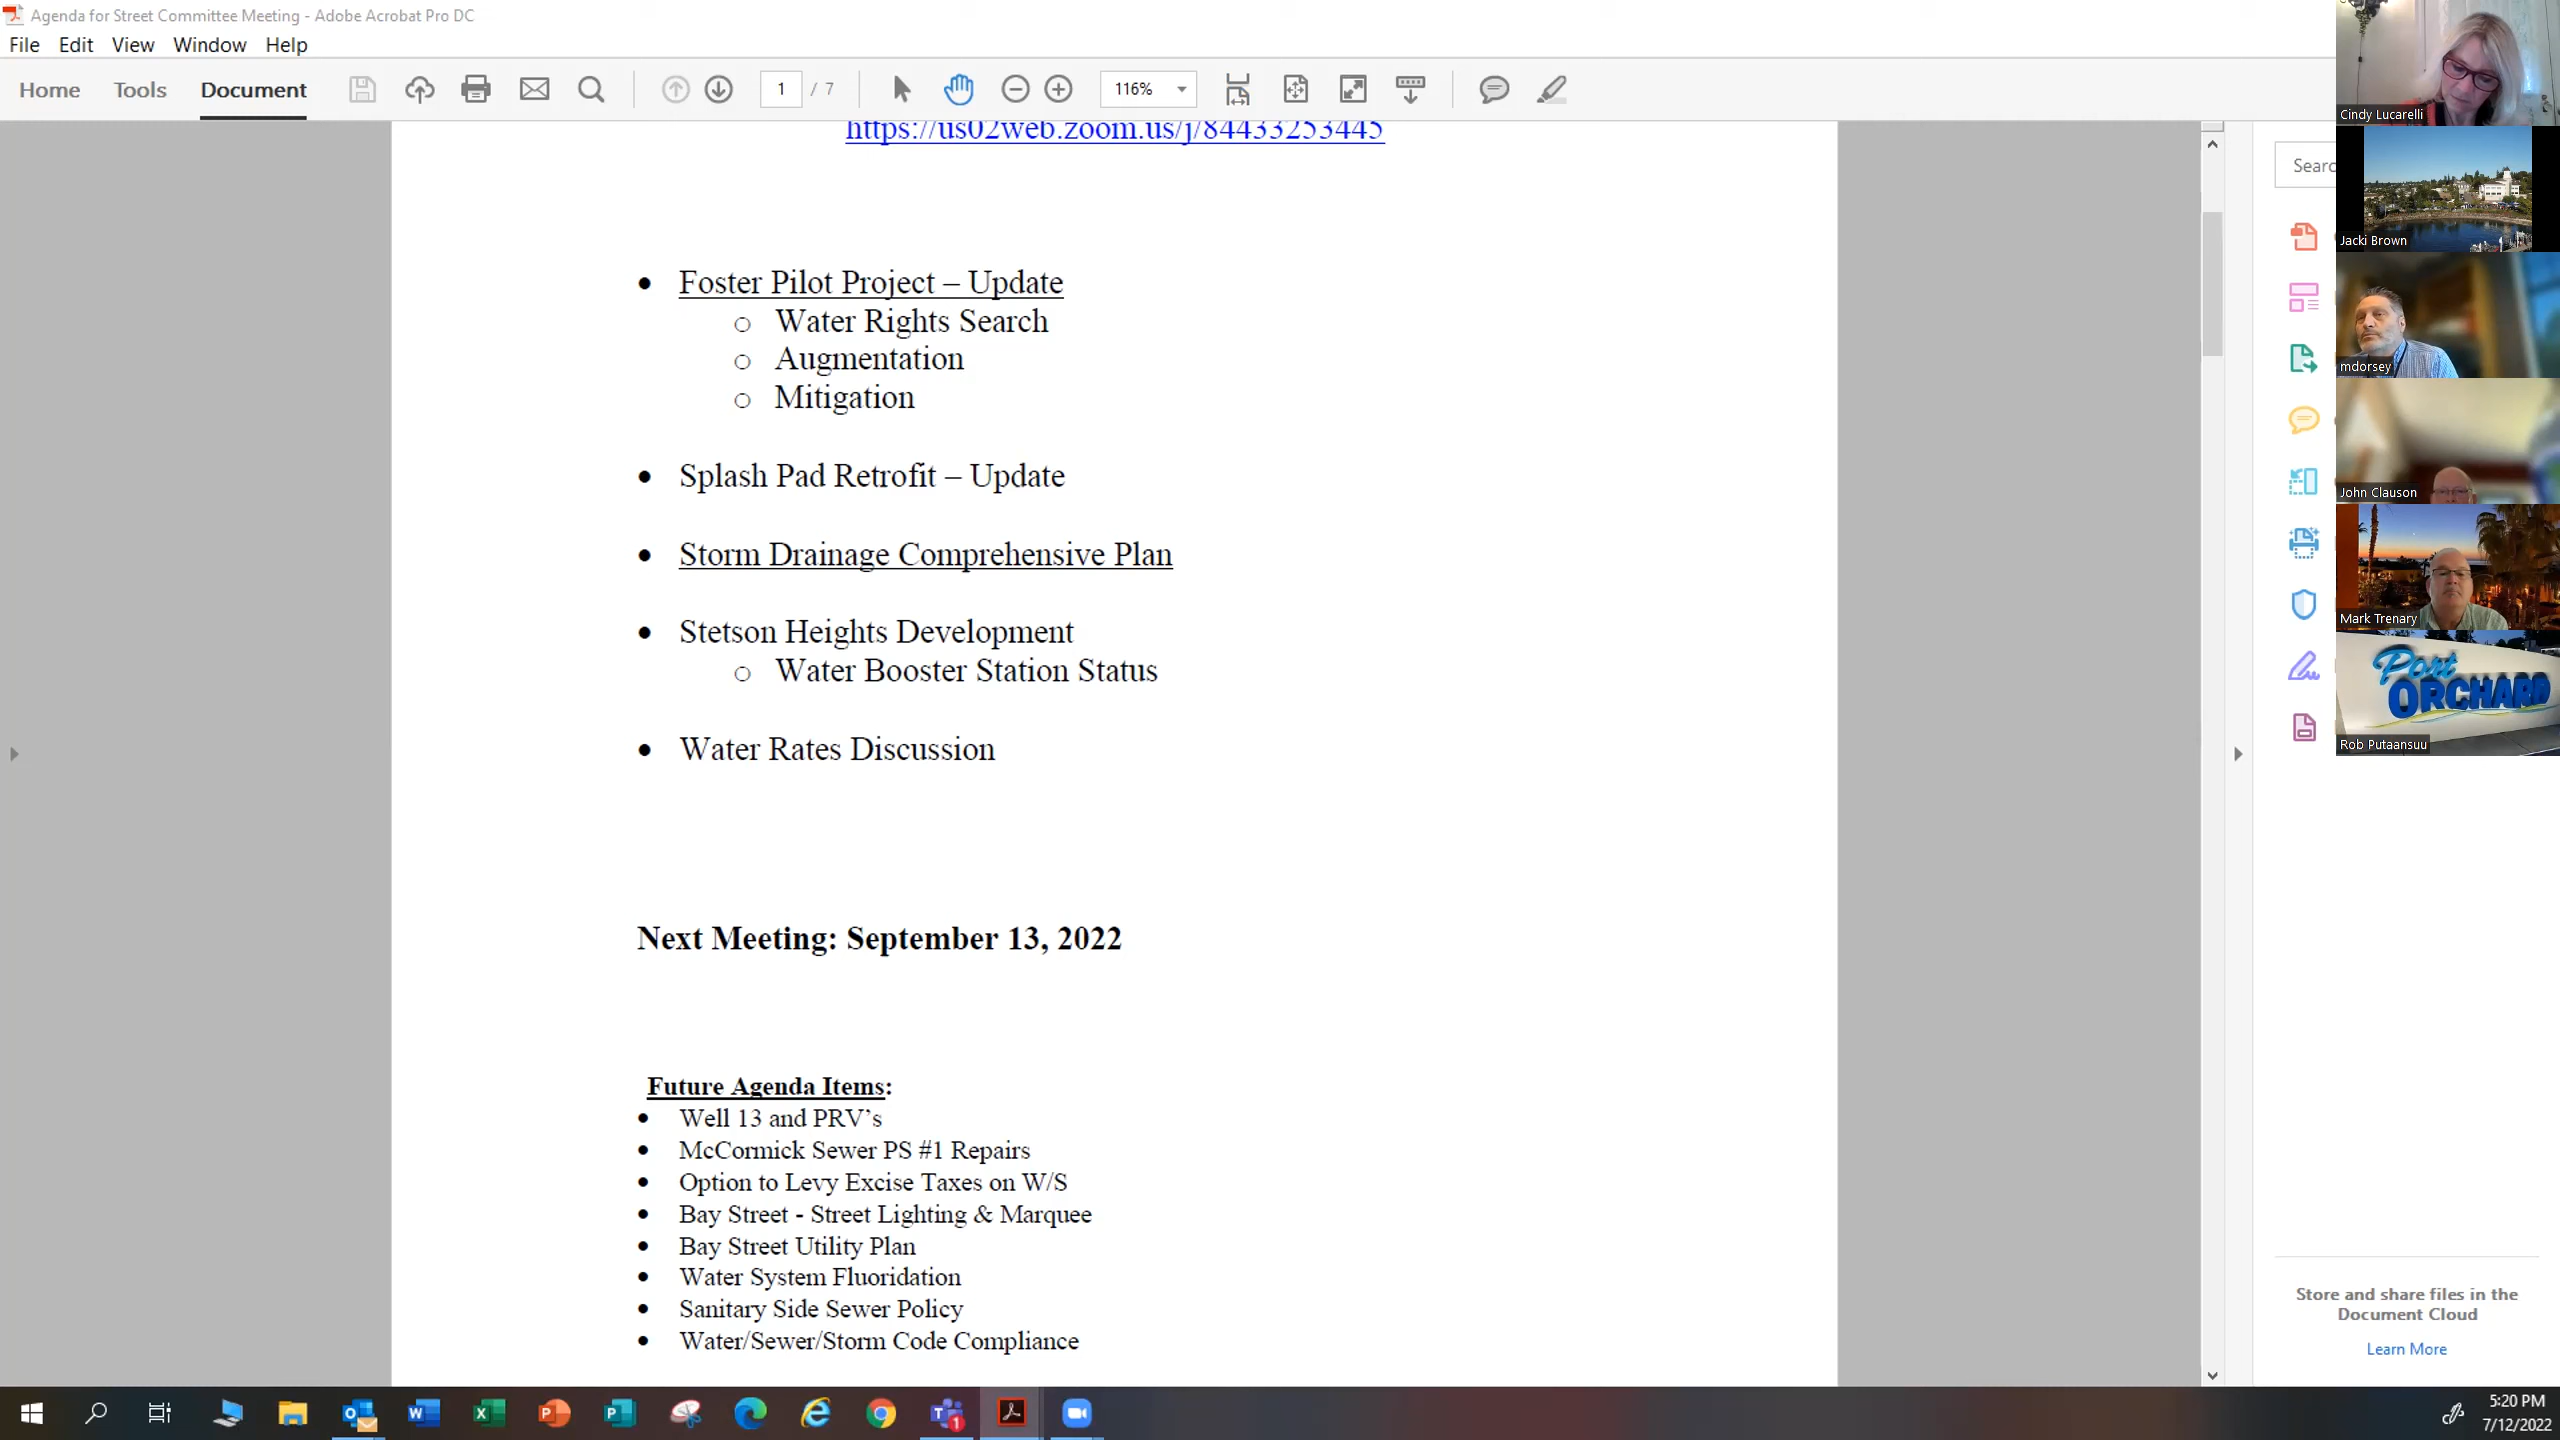 Agenda for Street Committee Meeting - Adobe Acrobat Pro DC
File Edit View Window Help
Home Tools Document 1 / 7 116%
https://us02web.zoom.us/j/84433253445
• Foster Pilot Project – Update
o Water Rights Search
o Augmentation
o Mitigation
• Splash Pad Retrofit – Update
• Storm Drainage Comprehensive Plan
• Stetson Heights Development
o Water Booster Station Status
• Water Rates Discussion
Next Meeting: September 13, 2022
Future Agenda Items:
• Well 13 and PRV's
• McCormick Sewer PS #1 Repairs
• Option to Levy Excise Taxes on W/S
• Bay Street - Street Lighting & Marquee
• Bay Street Utility Plan
• Water System Fluoridation
• Sanitary Side Sewer Policy
• Water/Sewer/Storm Code Compliance
Searc
Store and share files in the
Document Cloud
Learn More
Cindy Lucarelli
Jacki Brown
mdorsey
John Clauson
Mark Trenary
Port
ORCHARD
Rob Putaansuu
5:20 PM
7/12/2022